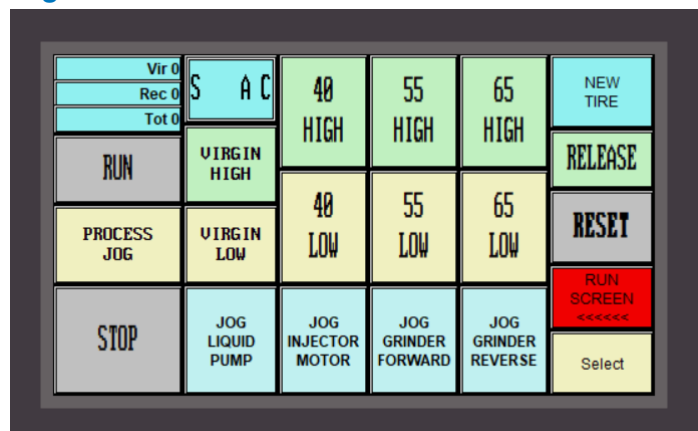 Vir 0
Rec 0
Tot 0
S AC
40
HIGH
55
HIGH
65
HIGH
NEW
TIRE
RUN
VIRGIN
HIGH
RELEASE
PROCESS
JOG
VIRGIN
LOW
40
LOW
55
LOW
65
LOW
RESET
RUN
SCREEN
<<<<<<
STOP
JOG
LIQUID
PUMP
JOG
INJECTOR
MOTOR
JOG
GRINDER
FORWARD
JOG
GRINDER
REVERSE
Select